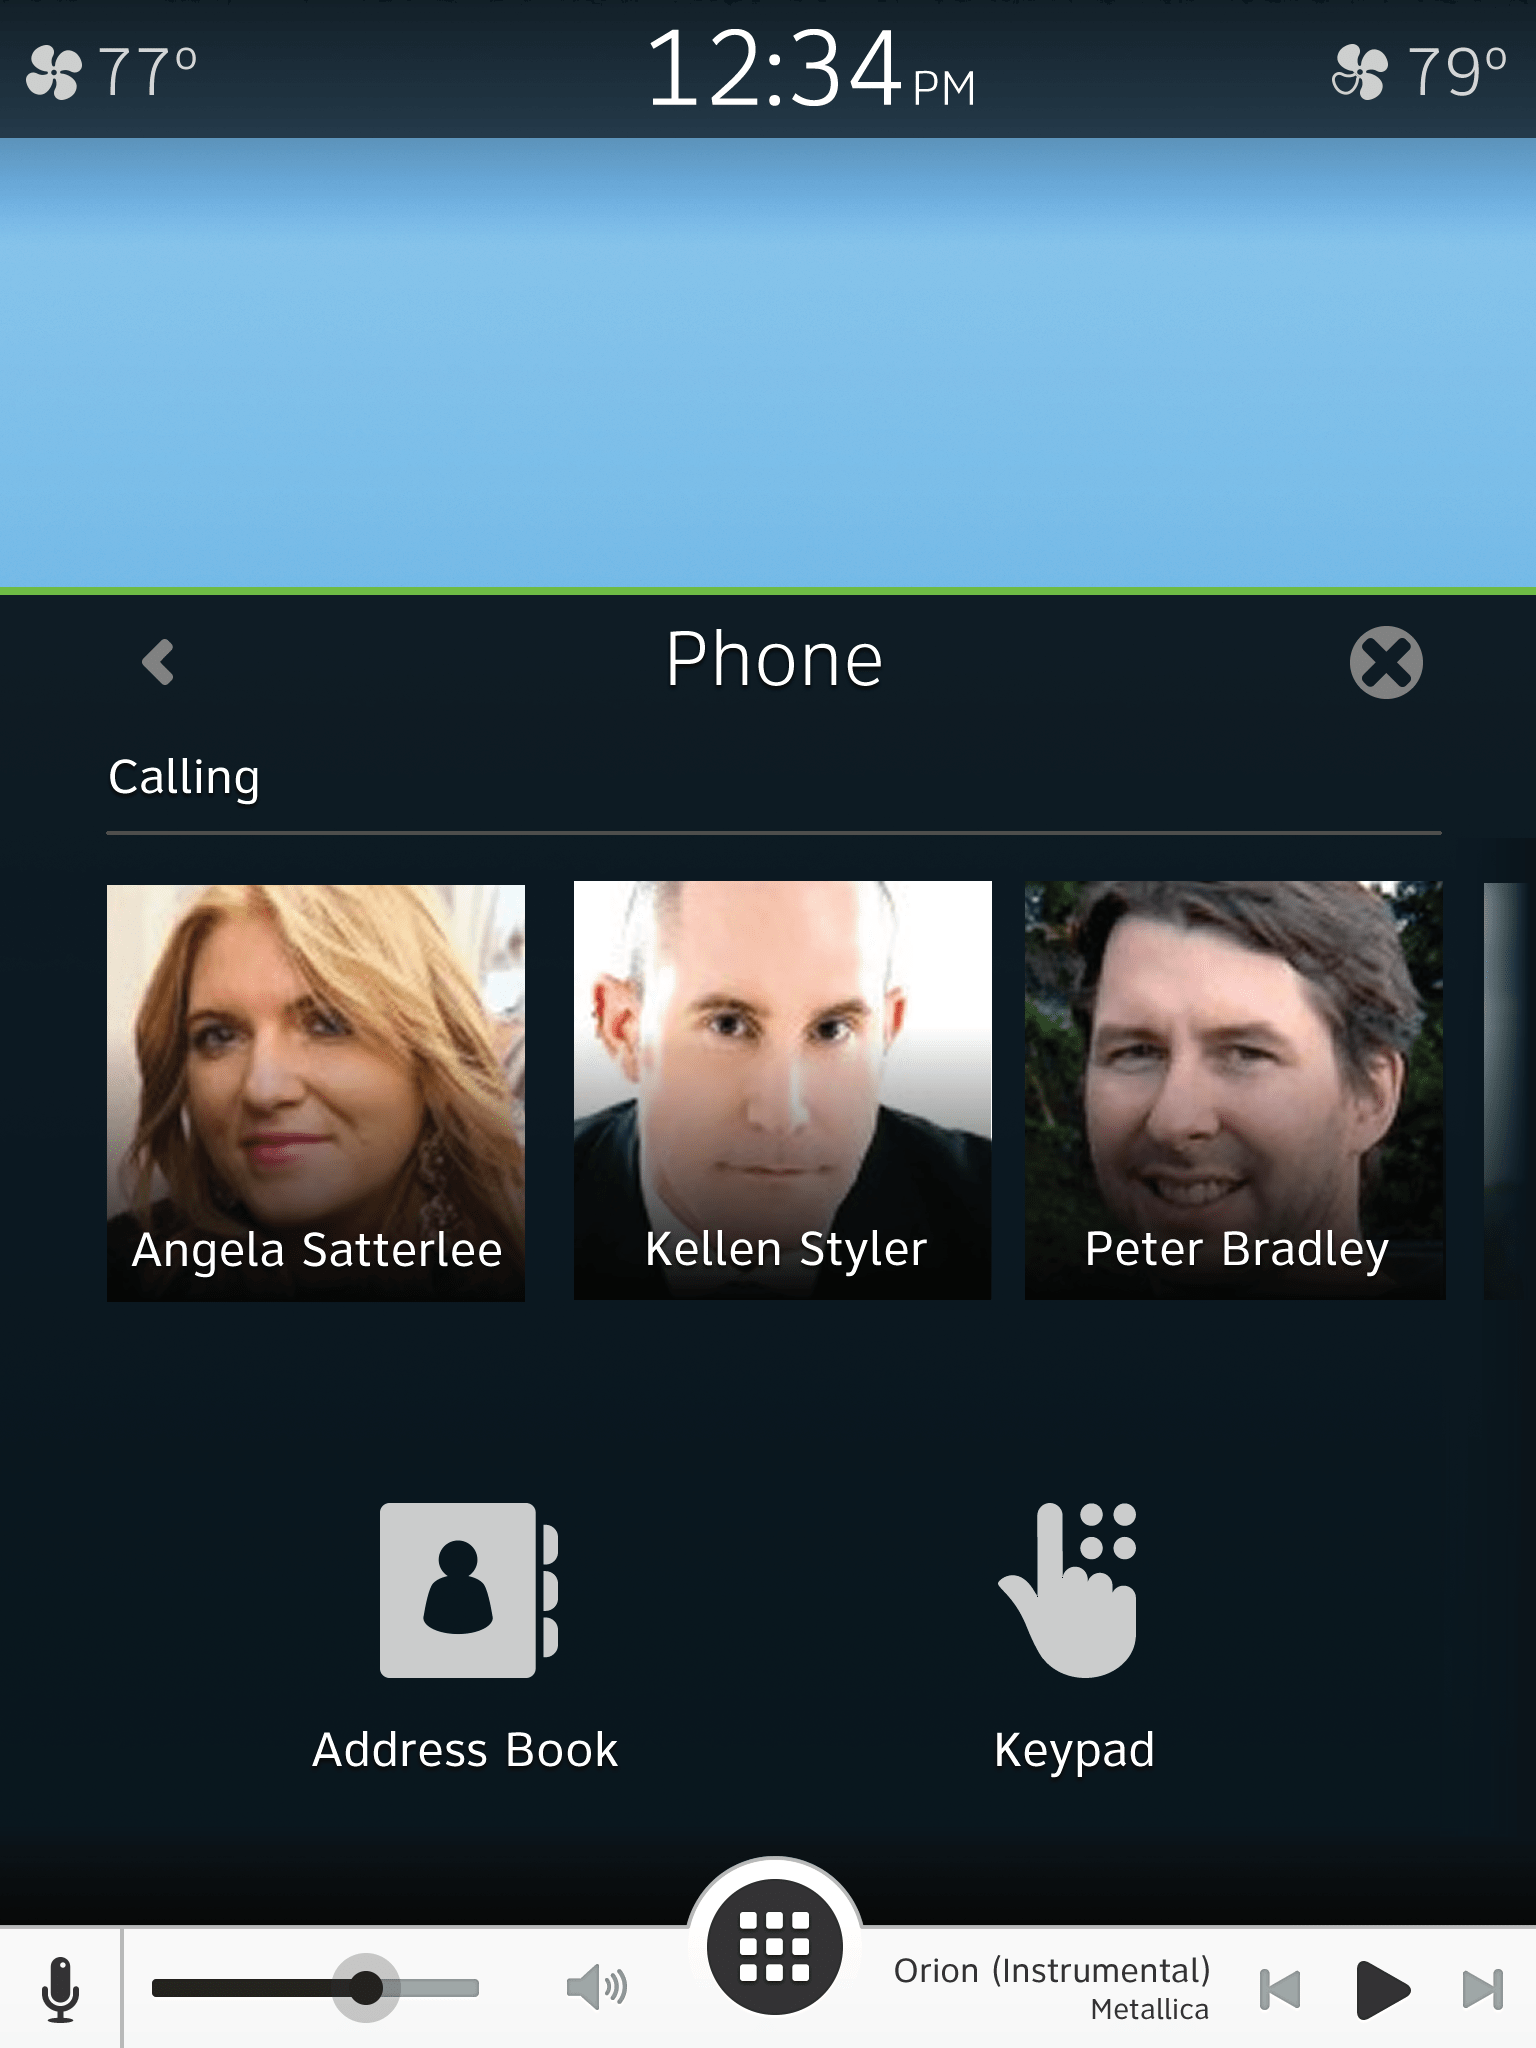 77°
12:34 PM
79°
Phone
Calling
Angela Satterlee
Kellen Styler
Peter Bradley
Address Book
Keypad
Orion (Instrumental)
Metallica